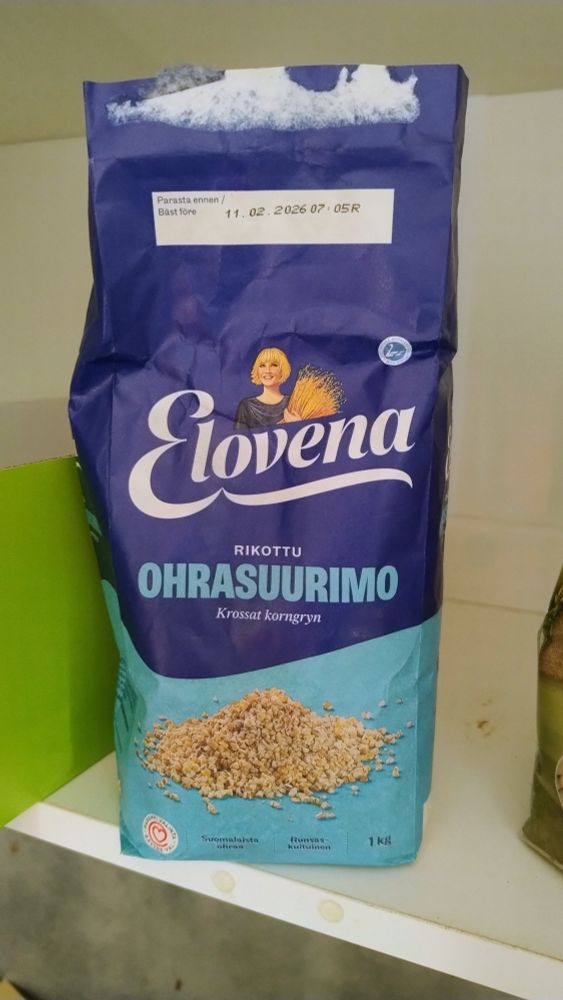 Parasta ennen /
Bäst före
11.02.2026 07:05R
Elovena
RIKOTTU
OHRASUURIMO
Krossat korngryn
Suomalaista
ohraa
Runsas-
kuituinen
1 kg